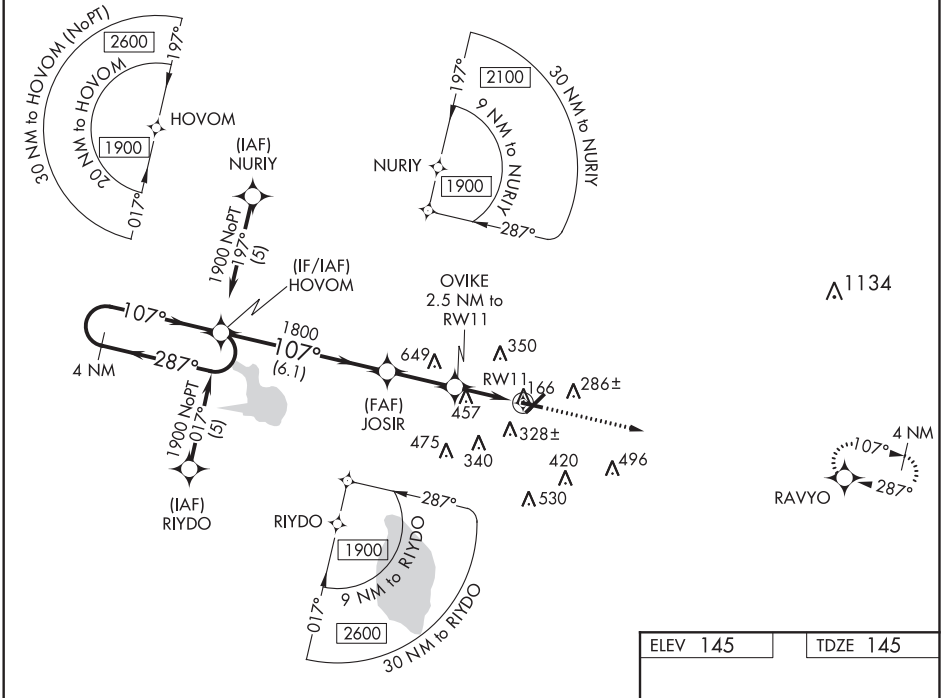 30 NM to HOVOM (NoPT)
2600
197°
20 NM to HOVOM
1900
017°
HOVOM
(IAF)
NURIY
1900 NoPT
197°
(5)
197°
2100
30 NM to NURIY
9 NM to NURIY
NURIY
1900
287°
(IF/IAF)
HOVOM
OVIKE
2.5 NM to
RW11
1134
107°
1800
107°
(6.1)
4 NM
287°
649
350
RW11
166
286±
(FAF)
JOSIR
457
328±
1900 NoPT
017°
(5)
475
340
420
496
530
(IAF)
RIYDO
4 NM
107°
287°
RAVYO
287°
RIYDO
1900
9 NM to RIYDO
017°
2600
30 NM to RIYDO
ELEV 145
TDZE 145